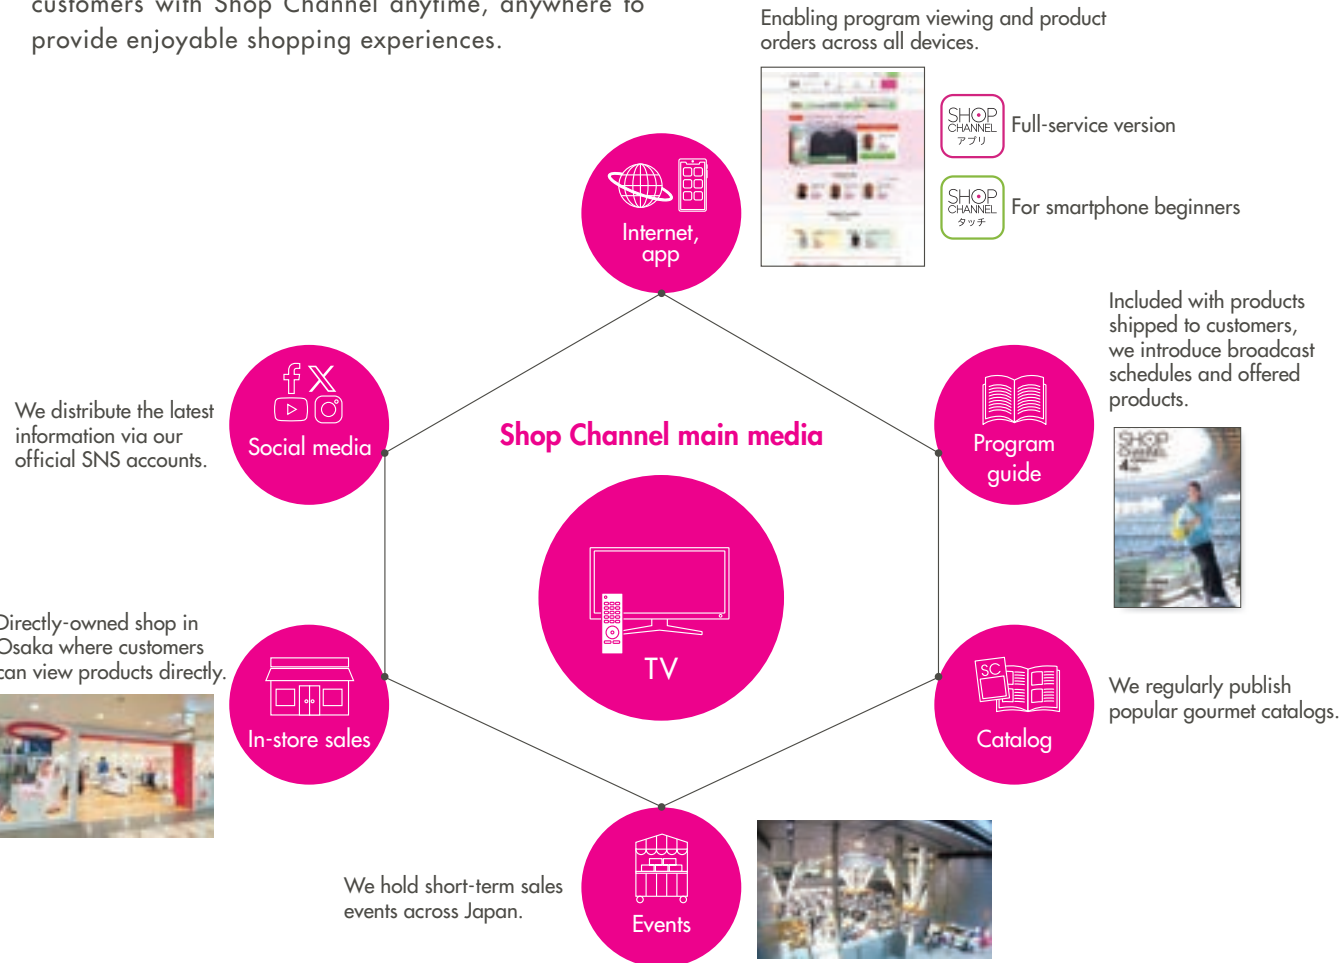 customers with Shop Channel anytime, anywhere to
provide enjoyable shopping experiences.
Enabling program viewing and product
orders across all devices.
SHOP
CHANNEL
アプリ
Full-service version
SHOP
CHANNEL
タッチ
For smartphone beginners
Internet,
app
Included with products
shipped to customers,
we introduce broadcast
schedules and offered
products.
Program
guide
SHOP
CHANNEL
4
We distribute the latest
information via our
official SNS accounts.
Social media
Shop Channel main media
TV
Directly-owned shop in
Osaka where customers
can view products directly.
In-store sales
SC
Catalog
We regularly publish
popular gourmet catalogs.
We hold short-term sales
events across Japan.
Events